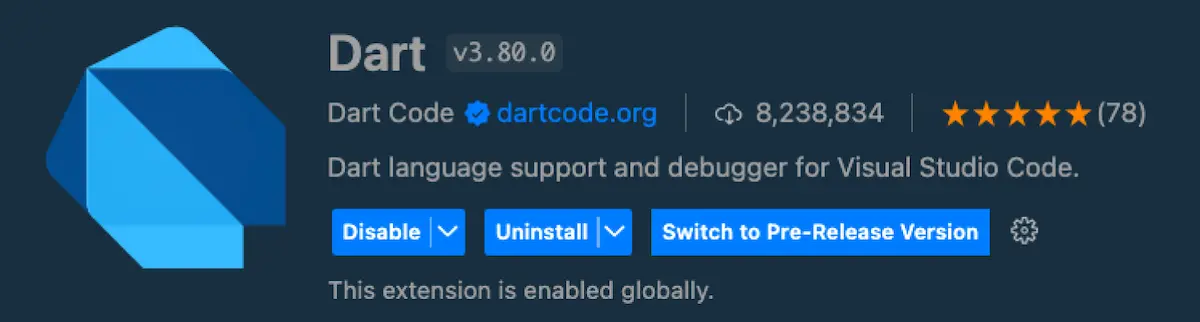 Dart v3.80.0
Dart Code dartcode.org 8,238,834 (78)
Dart language support and debugger for Visual Studio Code.
Disable Uninstall Switch to Pre-Release Version
This extension is enabled globally.